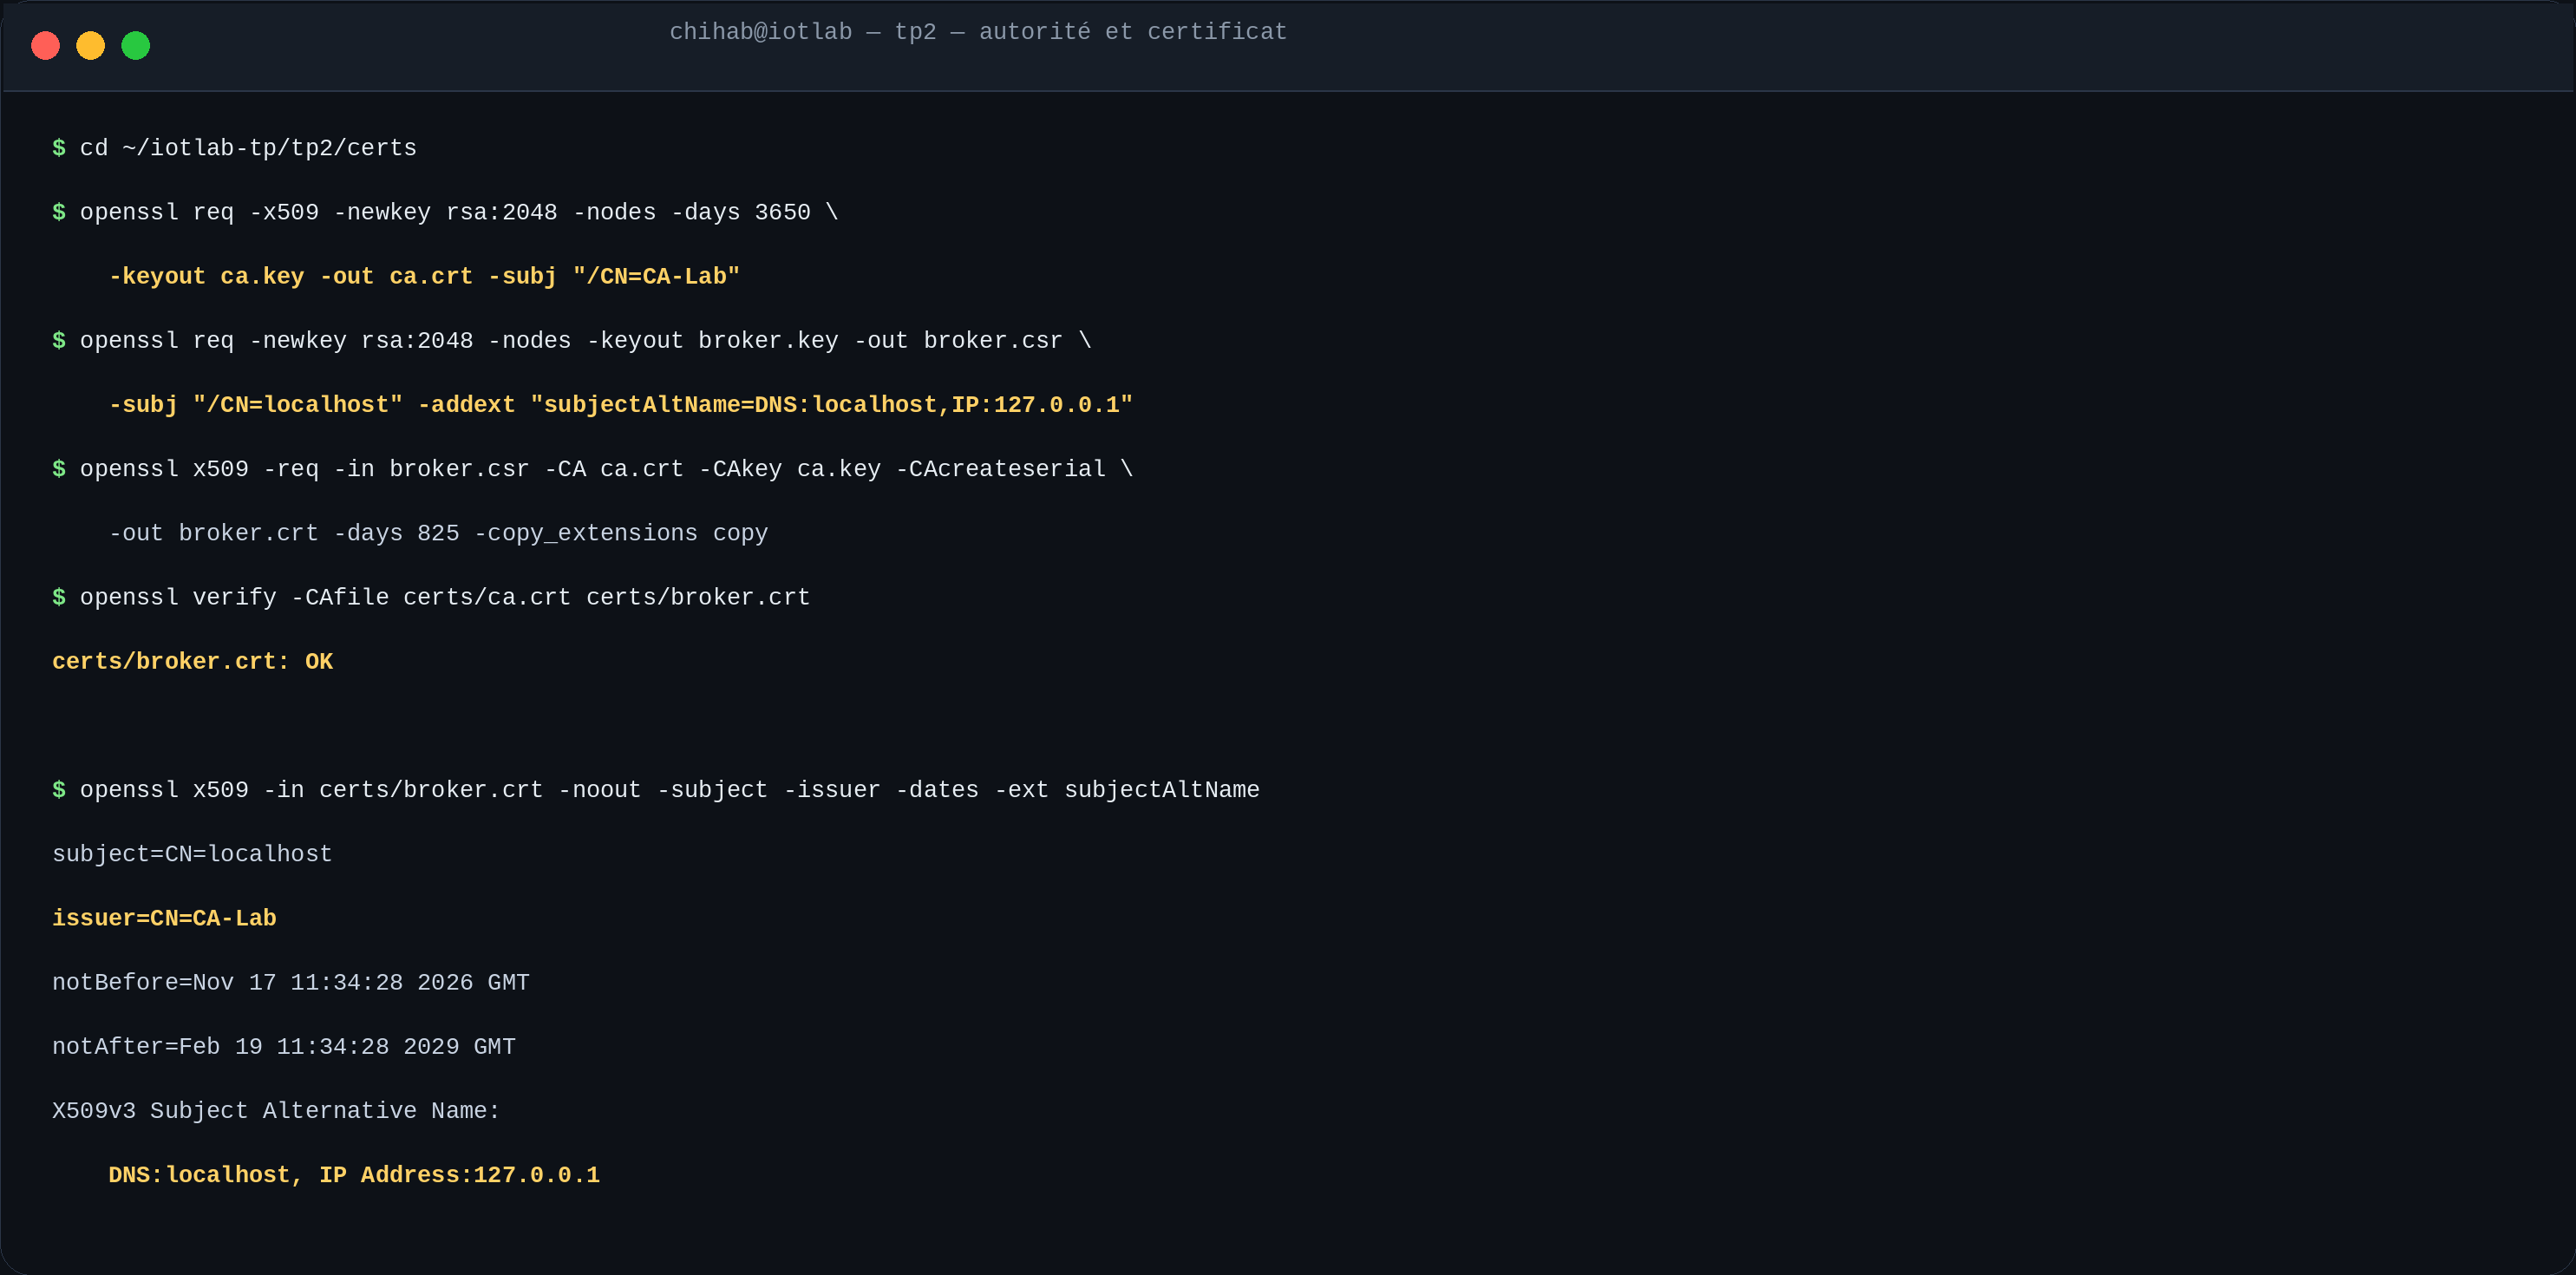 chihab@iotlab — tp2 — autorité et certificat
$ cd ~/iotlab-tp/tp2/certs
$ openssl req -x509 -newkey rsa:2048 -nodes -days 3650 \
-keyout ca.key -out ca.crt -subj "/CN=CA-Lab"
$ openssl req -newkey rsa:2048 -nodes -keyout broker.key -out broker.csr \
-subj "/CN=localhost" -addext "subjectAltName=DNS:localhost,IP:127.0.0.1"
$ openssl x509 -req -in broker.csr -CA ca.crt -CAkey ca.key -CAcreateserial \
-out broker.crt -days 825 -copy_extensions copy
$ openssl verify -CAfile certs/ca.crt certs/broker.crt
certs/broker.crt: OK
$ openssl x509 -in certs/broker.crt -noout -subject -issuer -dates -ext subjectAltName
subject=CN=localhost
issuer=CN=CA-Lab
notBefore=Nov 17 11:34:28 2026 GMT
notAfter=Feb 19 11:34:28 2029 GMT
X509v3 Subject Alternative Name:
DNS:localhost, IP Address:127.0.0.1